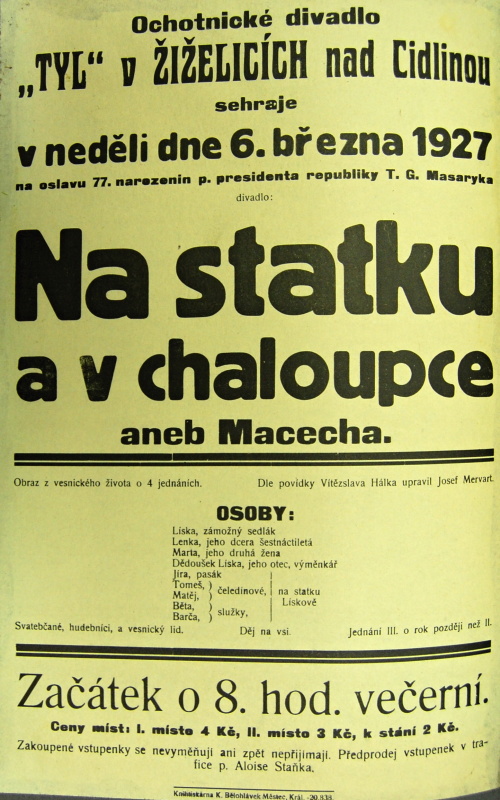 Ochotnické divadlo
„TYL“ v ŽIŽELICÍCH nad Cidlinou
sehraje
v neděli dne 6. března 1927
na oslavu 77. narozenin p. presidenta republiky T. G. Masaryka
divadlo:
Na statku
a v chaloupce
aneb Macecha.
Obraz z vesnického života o 4 jednáních. Dle povídky Vítězslava Hálka upravil Josef Mervart.
OSOBY:
Liska, zámožný sedlák
Lenka, jeho dcera šestnáctiletá
Marta, jeho druhá žena
Dědoušek Liska, jeho otec, výměnkář
Jíra, pasák
Tomeš, ) čeledínové, na statku
Matěj, )
Běta, ) služky, Lískově
Barča, )
Svatebčané, hudebníci, a vesnický lid. Děj na vsi. Jednání III. o rok později než II.
Začátek o 8. hod. večerní.
Ceny míst: I. místo 4 Kč, II. místo 3 Kč, k stání 2 Kč.
Zakoupené vstupenky se nevyměňují ani zpět nepřijímají. Předprodej vstupenek v tra-
fice p. Aloise Staňka.
Knihtiskárna K. Bělohlávek Městec, Král.